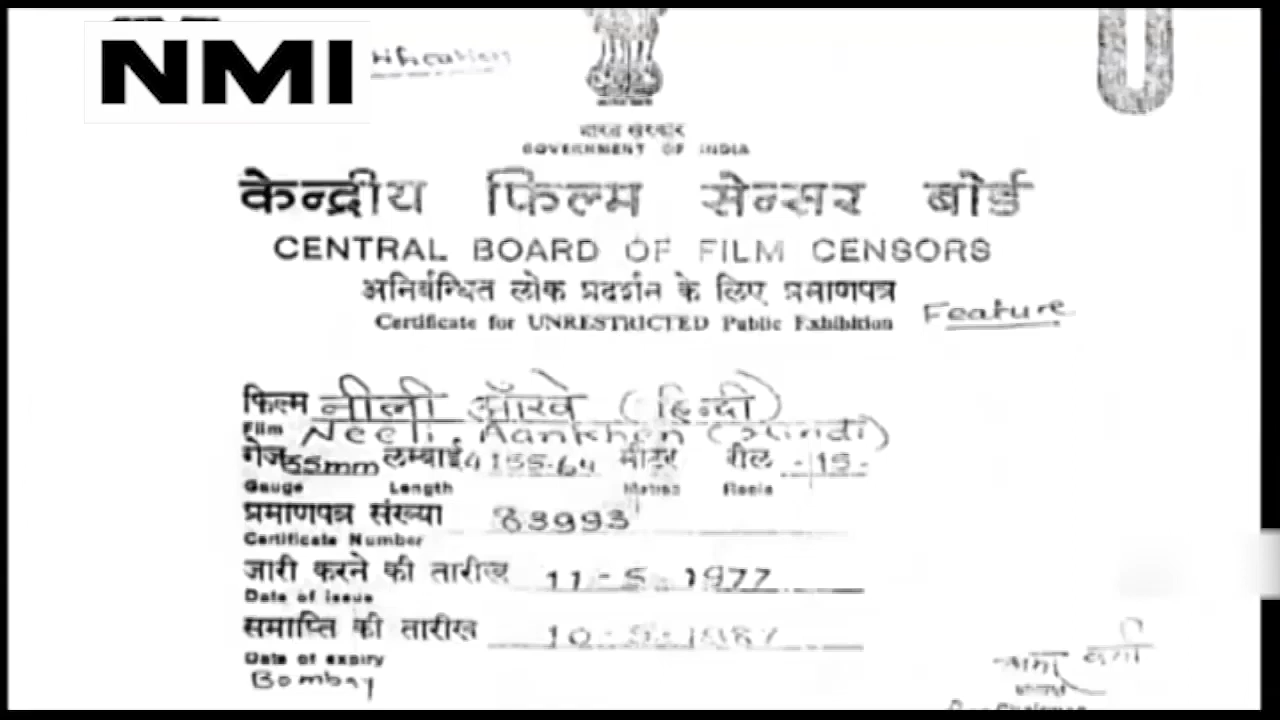 NMI
U
भारत सरकार
GOVERNMENT OF INDIA
केन्द्रीय फिल्म सेन्सर बोर्ड
CENTRAL BOARD OF FILM CENSORS
अनिर्बन्धित लोक प्रदर्शन के लिए प्रमाणपत्र
Certificate for UNRESTRICTED Public Exhibition
Feature
फिल्म नीली आँखे (हिन्दी)
Film Neeli Aankhen (Hindi)
गेज 35mm लम्बाई 4155.64 मीटर रील -15-
Gauge Length Metres Reels
प्रमाणपत्र संख्या 83993
Certificate Number
जारी करने की तारीख 11-5-1977
Date of issue
समाप्ति की तारीख 10-5-1987
Date of expiry
Bombay
Chairman